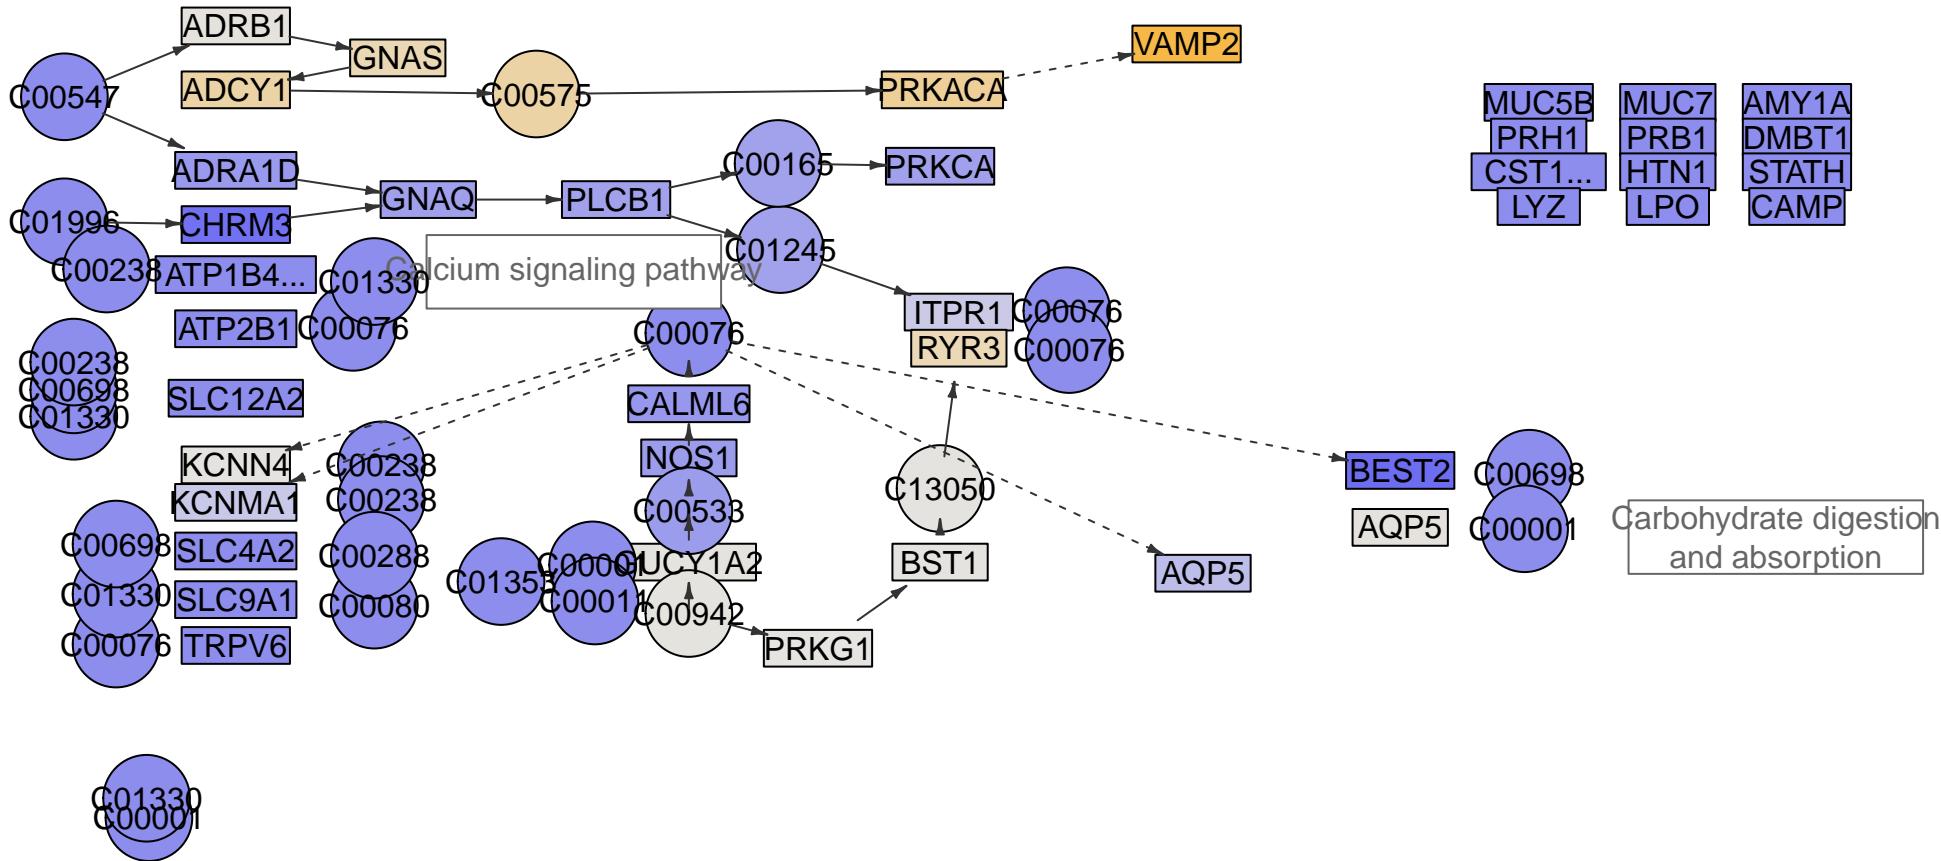 ADRB1
GNAS
VAMP2
C00547
ADCY1
C00575
PRKACA
MUC5B
MUC7
AMY1A
PRH1
PRB1
DMBT1
ADRA1D
C00165
PRKCA
CST1...
HTN1
STATH
GNAQ
PLCB1
LYZ
LPO
CAMP
C01996
CHRM3
C01245
C00238
ATP1B4...
C01330
Calcium signaling pathway
ITPR1
C00076
ATP2B1
C00076
C00076
RYR3
C00076
C00238
C00698
C01330
SLC12A2
CALML6
KCNN4
C00238
NOS1
BEST2
C00698
KCNMA1
C00238
C00533
C13050
AQP5
C00001
Carbohydrate digestion
and absorption
C00698
SLC4A2
C00288
C00001
GUCY1A2
BST1
AQP5
C01353
C01330
SLC9A1
C00080
C00011
C00942
C00076
TRPV6
PRKG1
C01330
C00001